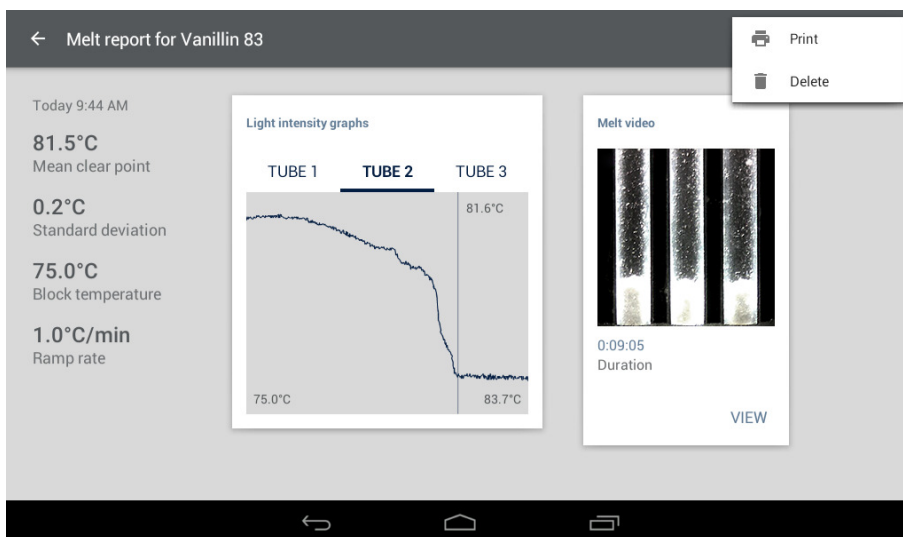 Melt report for Vanillin 83
Print
Delete
Today 9:44 AM
81.5°C
Mean clear point
0.2°C
Standard deviation
75.0°C
Block temperature
1.0°C/min
Ramp rate
Light intensity graphs
TUBE 1 TUBE 2 TUBE 3
81.6°C
75.0°C 83.7°C
Melt video
0:09:05
Duration
VIEW